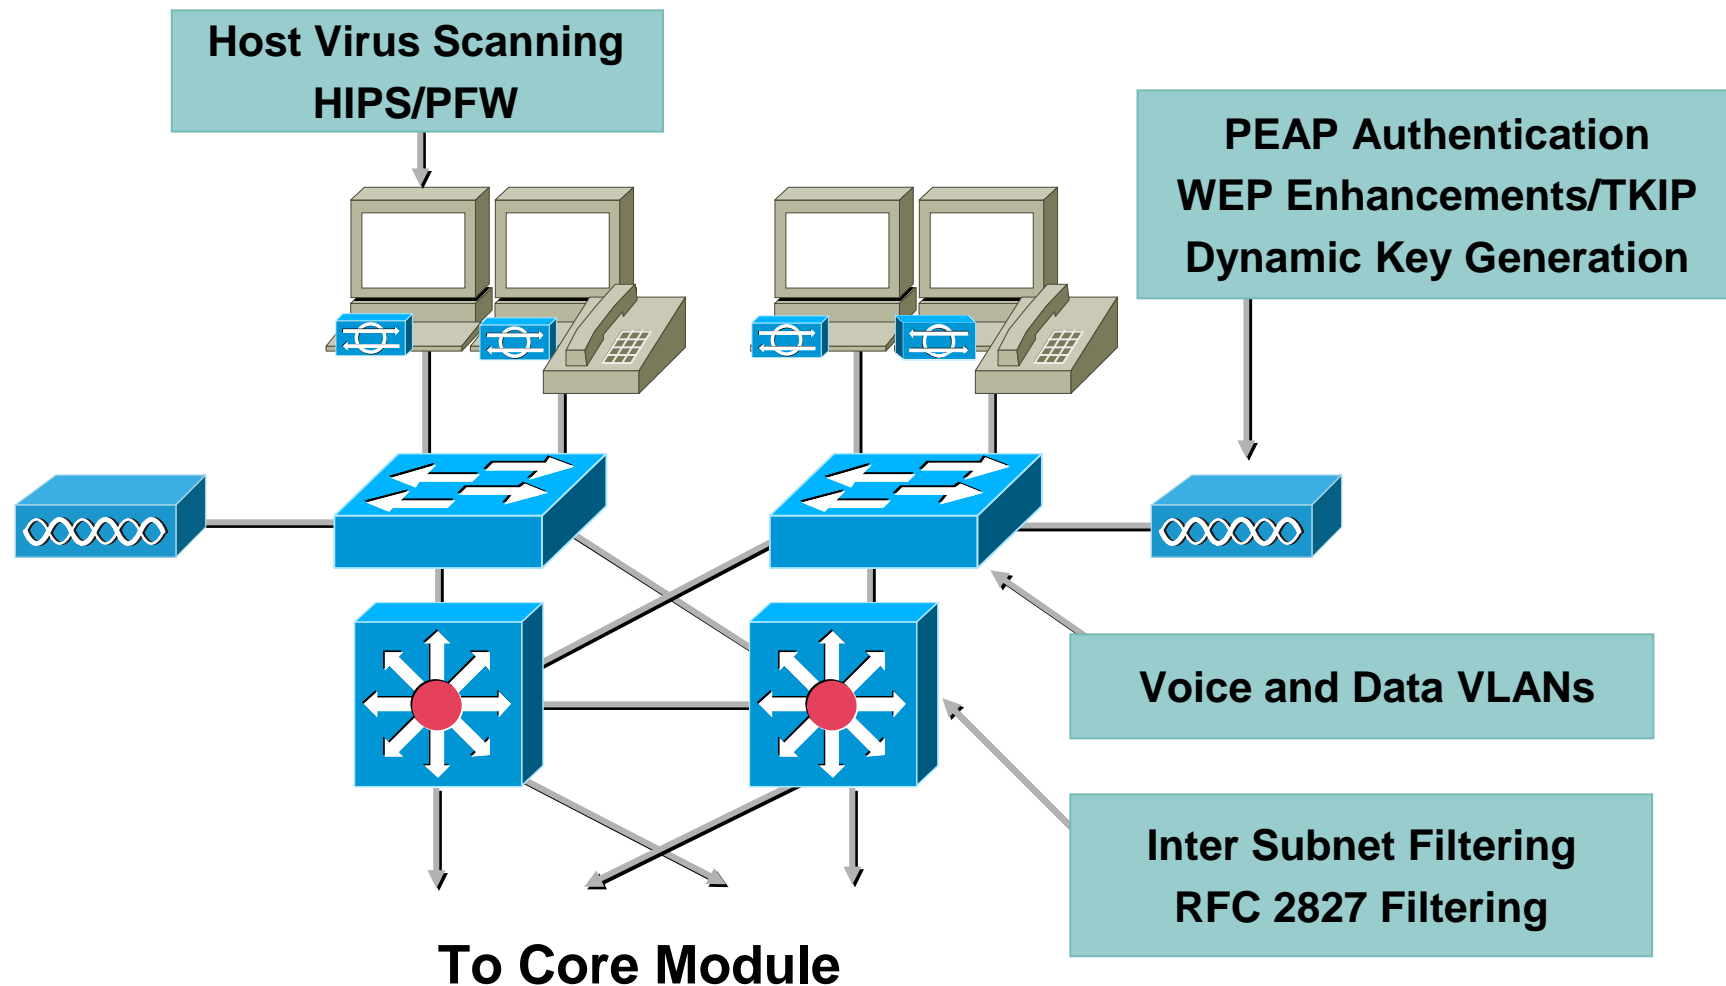 Host Virus Scanning
HIPS/PFW
PEAP Authentication
WEP Enhancements/TKIP
Dynamic Key Generation
Voice and Data VLANs
Inter Subnet Filtering
RFC 2827 Filtering
To Core Module